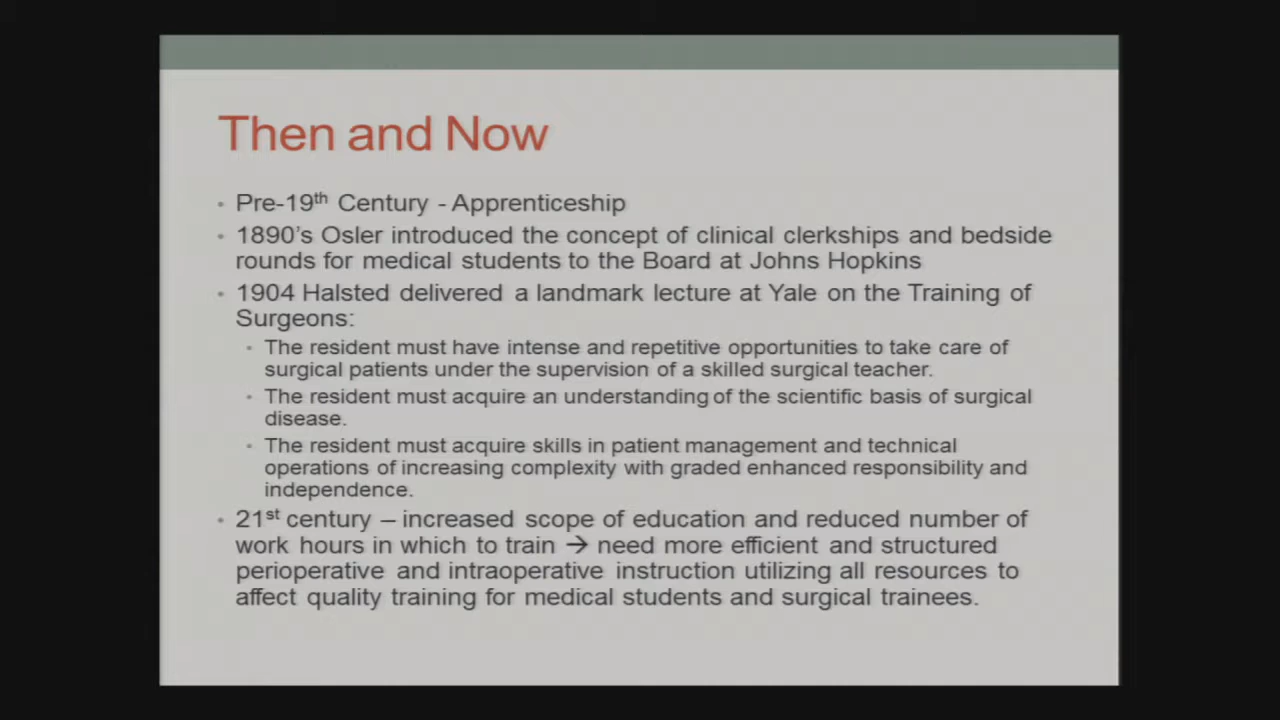 Then and Now
• Pre-19th Century - Apprenticeship
• 1890's Osler introduced the concept of clinical clerkships and bedside
rounds for medical students to the Board at Johns Hopkins
• 1904 Halsted delivered a landmark lecture at Yale on the Training of
Surgeons:
• The resident must have intense and repetitive opportunities to take care of
surgical patients under the supervision of a skilled surgical teacher.
• The resident must acquire an understanding of the scientific basis of surgical
disease.
• The resident must acquire skills in patient management and technical
operations of increasing complexity with graded enhanced responsibility and
independence.
• 21st century – increased scope of education and reduced number of
work hours in which to train → need more efficient and structured
perioperative and intraoperative instruction utilizing all resources to
affect quality training for medical students and surgical trainees.